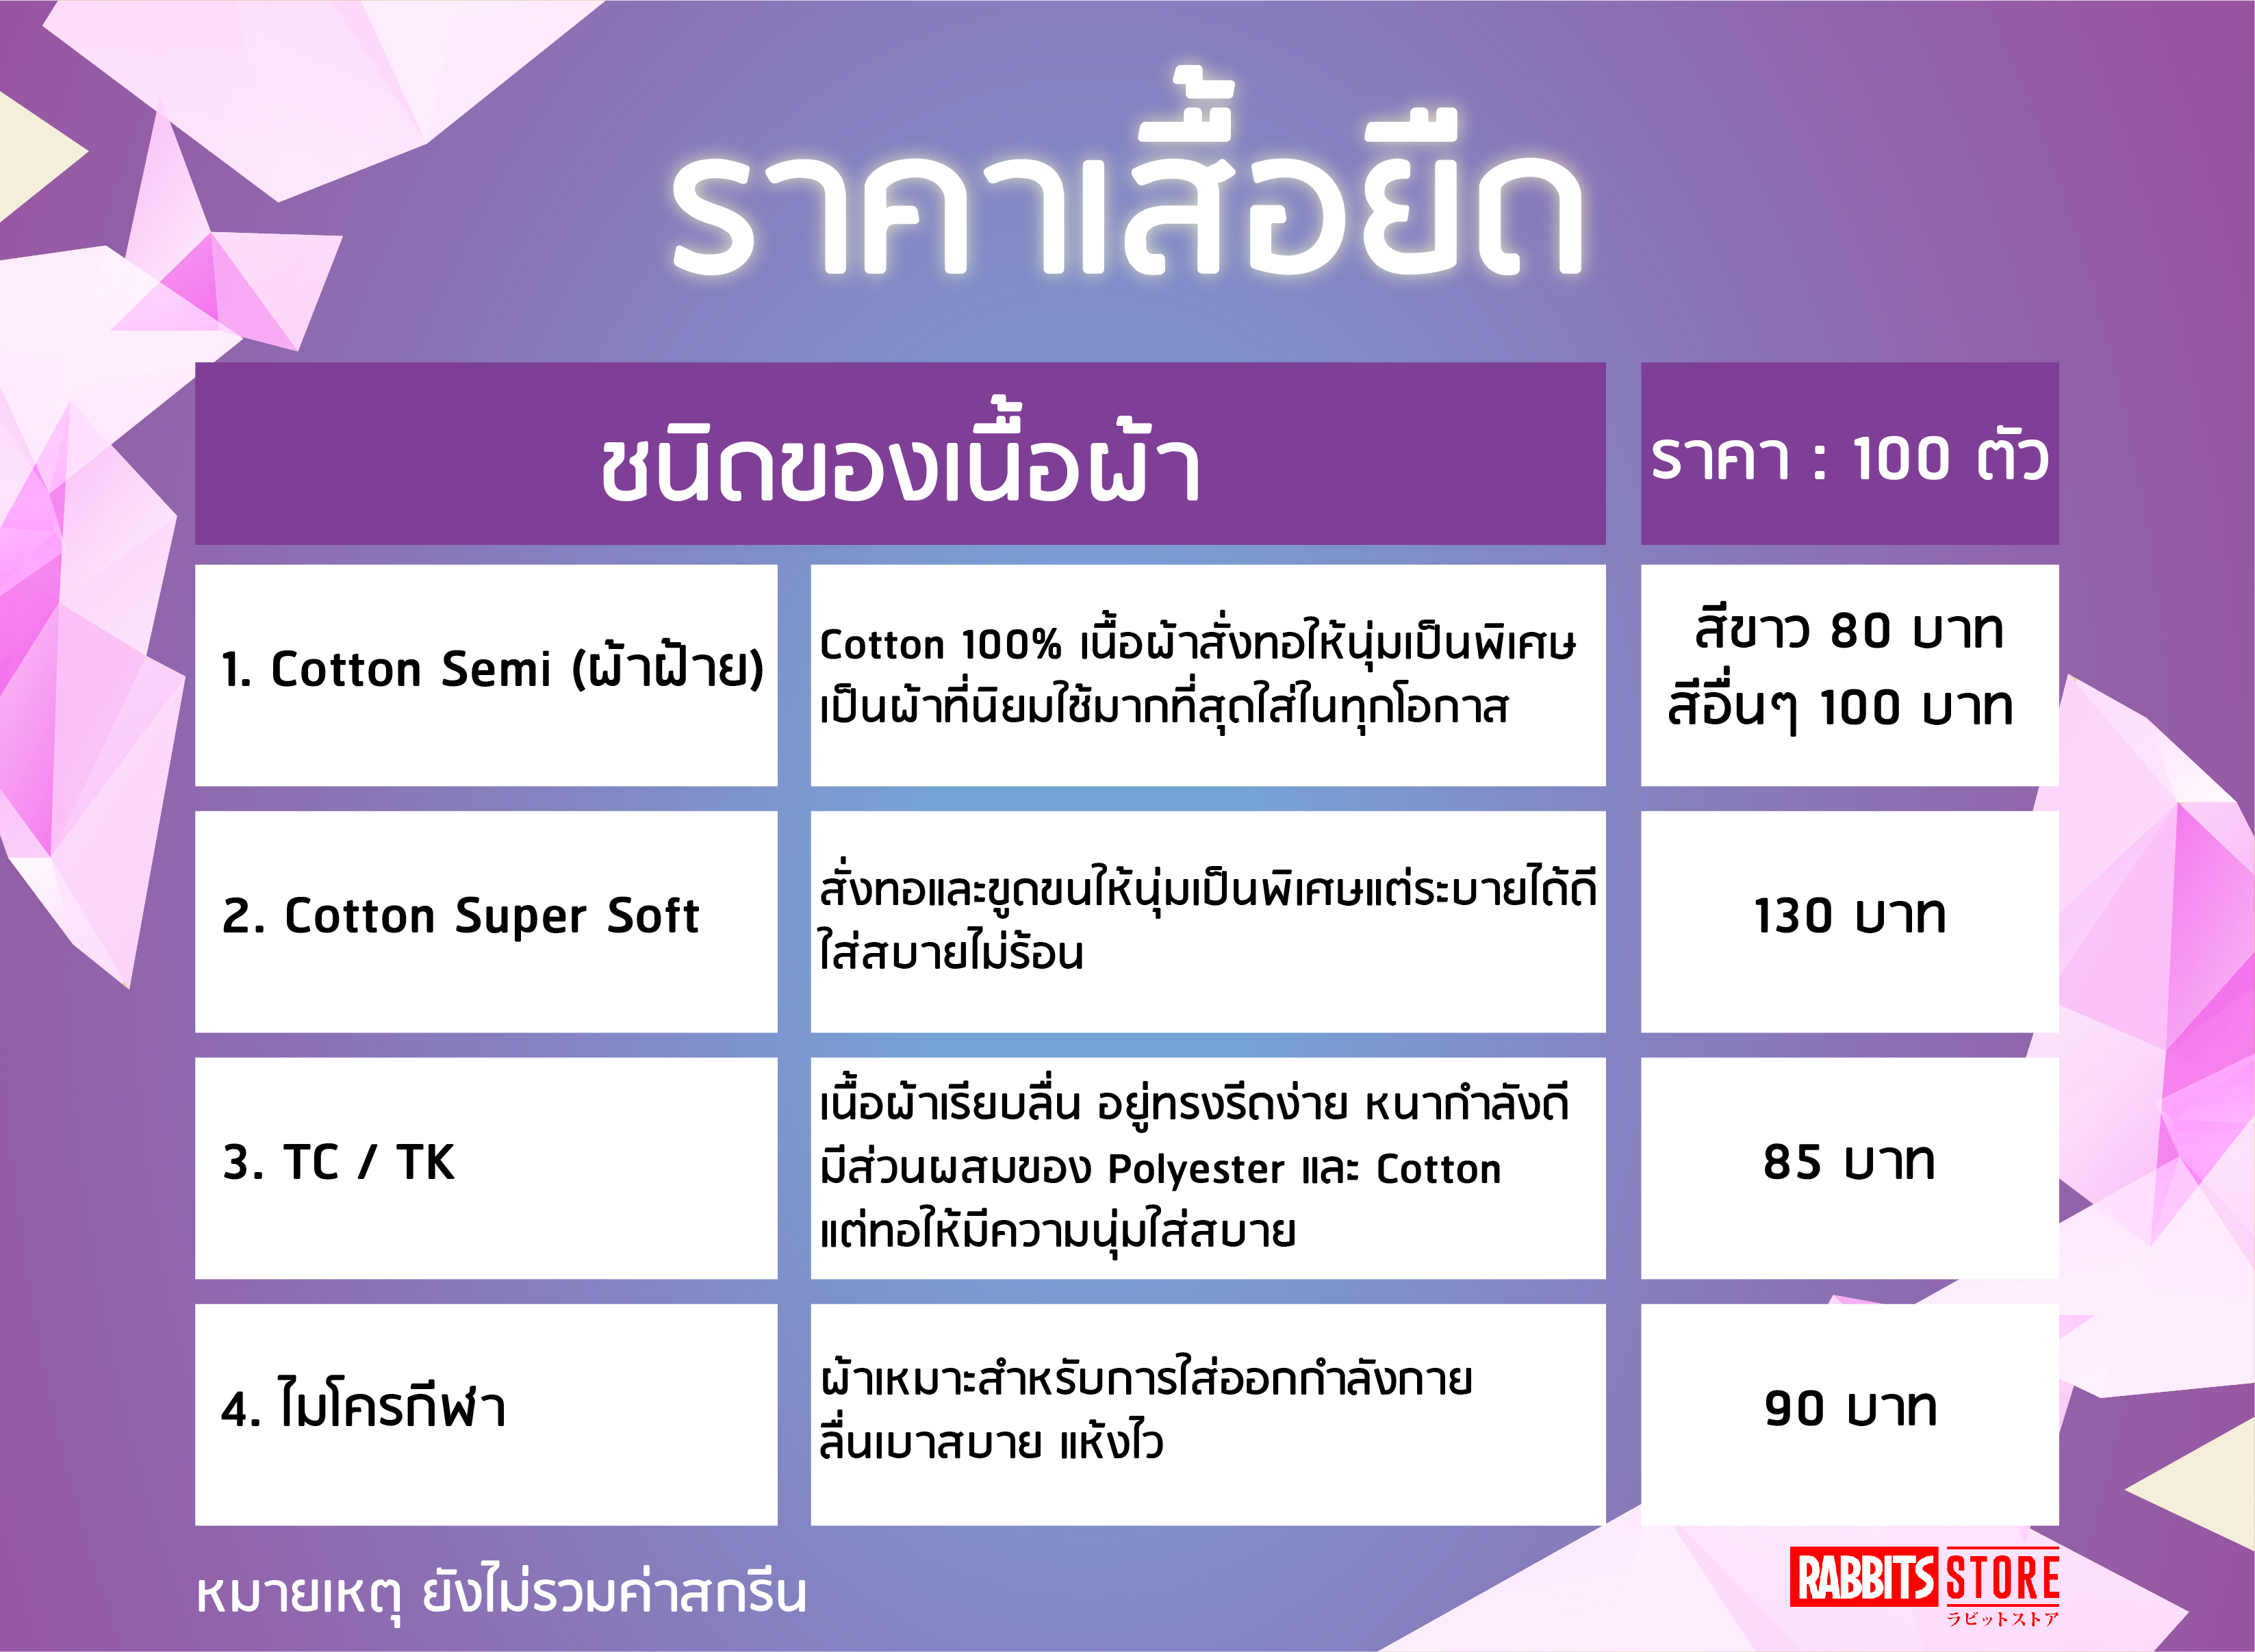 ราคาเสื้อยืด
ชนิดของเนื้อผ้า
ราคา : 100 ตัว
1. Cotton Semi (ผ้าฝ้าย)
Cotton 100% เนื้อผ้าสั่งทอให้นุ่มเป็นพิเศษ
เป็นผ้าที่นิยมใช้มากที่สุดใส่ในทุกโอกาส
สีขาว 80 บาท
สีอื่นๆ 100 บาท
2. Cotton Super Soft
สั่งทอและขูดขนให้นุ่มเป็นพิเศษแต่ระบายได้ดี
ใส่สบายไม่ร้อน
130 บาท
3. TC / TK
เนื้อผ้าเรียบลื่น อยู่ทรงรีดง่าย หนากำลังดี
มีส่วนผสมของ Polyester และ Cotton
แต่ทอให้มีความนุ่มใส่สบาย
85 บาท
4. ไมโครกีฬา
ผ้าเหมาะสำหรับการใส่ออกกำลังกาย
ลื่นเบาสบาย แห้งไว
90 บาท
หมายเหตุ ยังไม่รวมค่าสกรีน
RABBITS STORE
ラビットストア